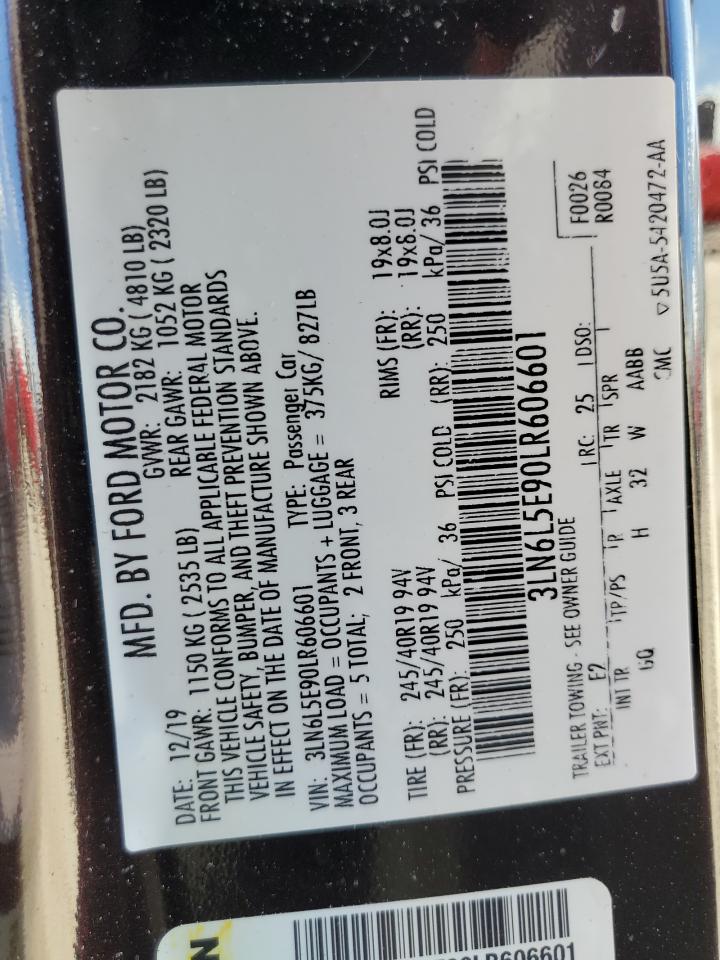 MFD. BY FORD MOTOR CO.
DATE: 12/19 GVWR: 2182 KG ( 4810 LB)
FRONT GAWR: 1150 KG ( 2535 LB) REAR GAWR: 1052 KG ( 2320 LB)
THIS VEHICLE CONFORMS TO ALL APPLICABLE FEDERAL MOTOR
VEHICLE SAFETY, BUMPER, AND THEFT PREVENTION STANDARDS
IN EFFECT ON THE DATE OF MANUFACTURE SHOWN ABOVE.
VIN: 3LN6L5E90LR606601 TYPE: Passenger Car
MAXIMUM LOAD = OCCUPANTS + LUGGAGE = 375KG/ 827LB
OCCUPANTS = 5 TOTAL; 2 FRONT, 3 REAR
TIRE (FR): 245/40R19 94V RIMS (FR): 19x8.0J
(RR): 245/40R19 94V (RR): 19x8.0J
PRESSURE (FR): 250 kPa/ 36 PSI COLD (RR): 250 kPa/ 36 PSI COLD
3LN6L5E90LR606601
TRAILER TOWING - SEE OWNER GUIDE F0026
EXT PNT: E2 RC: 25 DSO: R0084
INT TR TP/PS R AXLE TR SPR
GQ H 32 W AABB
▽ 5U5A-5420472-AA
N
LR606601